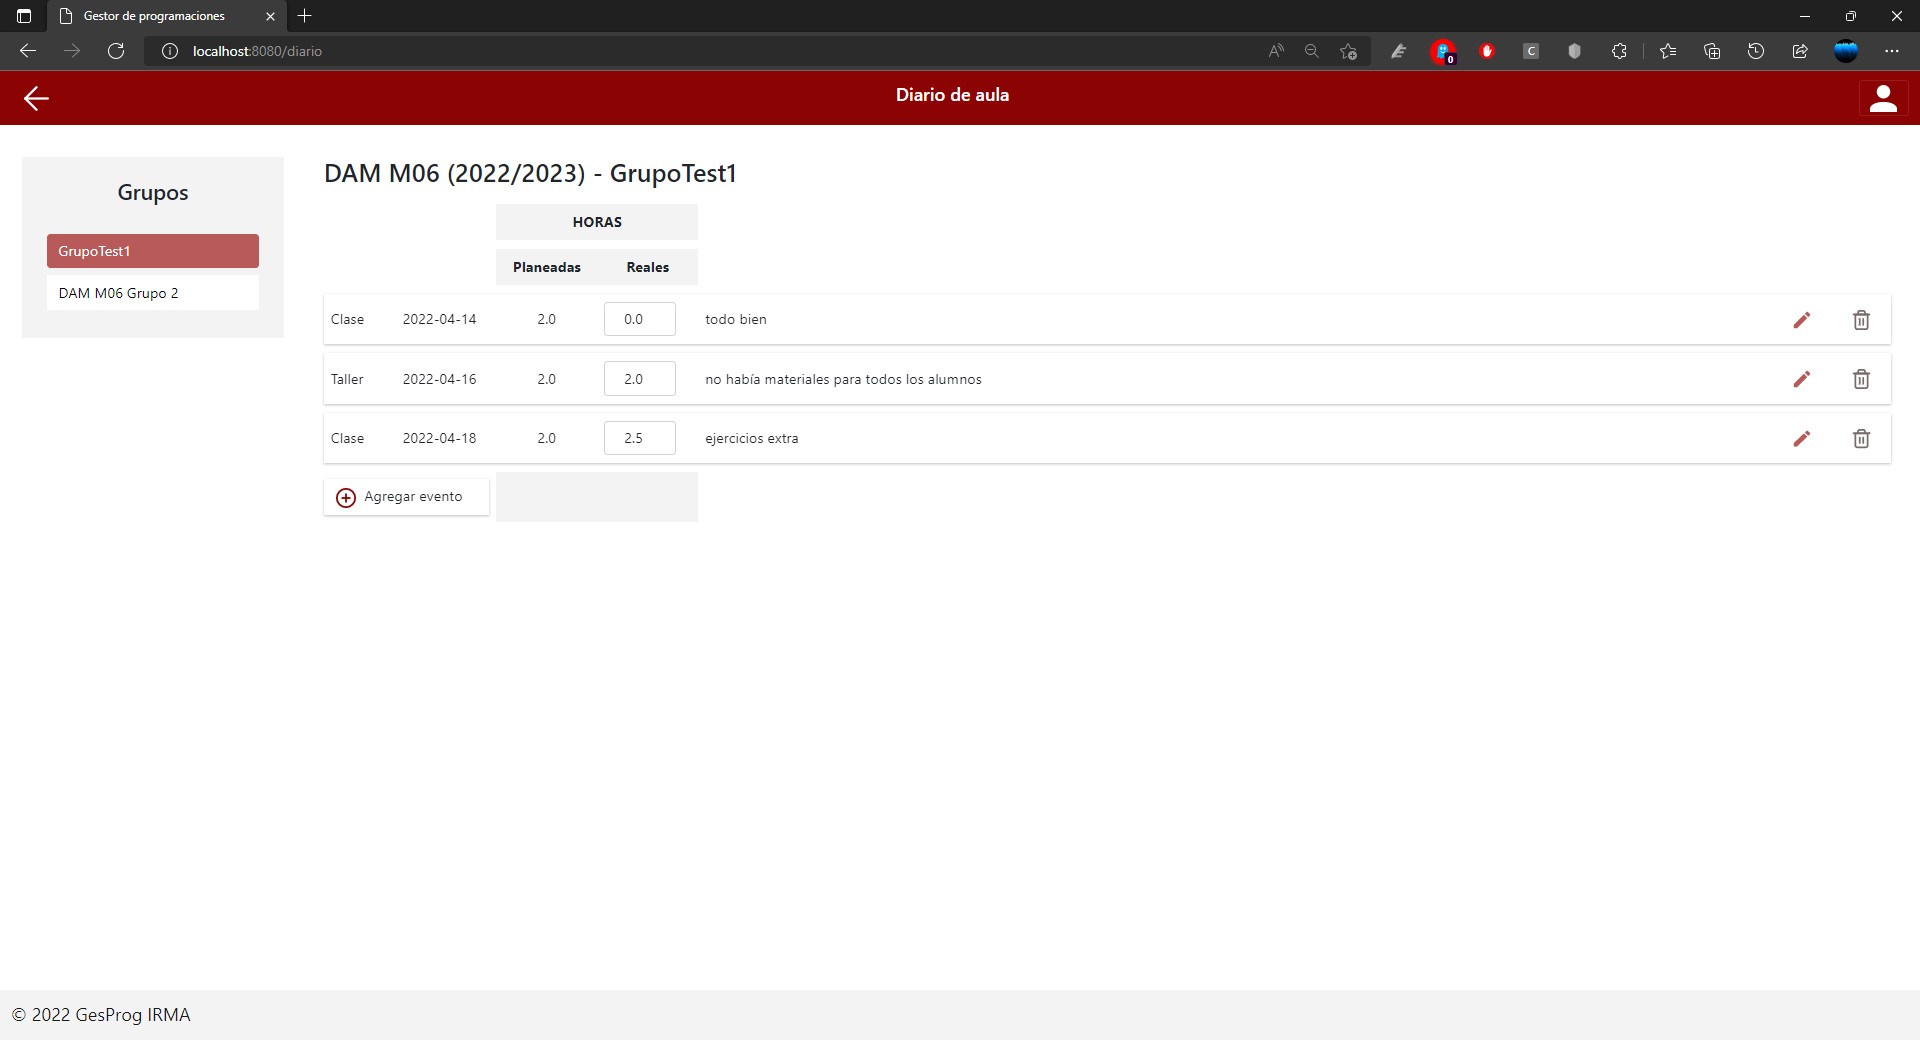 Gestor de programaciones
localhost:8080/diario
0
C
Diario de aula
Grupos
GrupoTest1
DAM M06 Grupo 2
DAM M06 (2022/2023) - GrupoTest1
HORAS
Planeadas Reales
Clase 2022-04-14 2.0 0.0 todo bien
Taller 2022-04-16 2.0 2.0 no había materiales para todos los alumnos
Clase 2022-04-18 2.0 2.5 ejercicios extra
Agregar evento
© 2022 GesProg IRMA